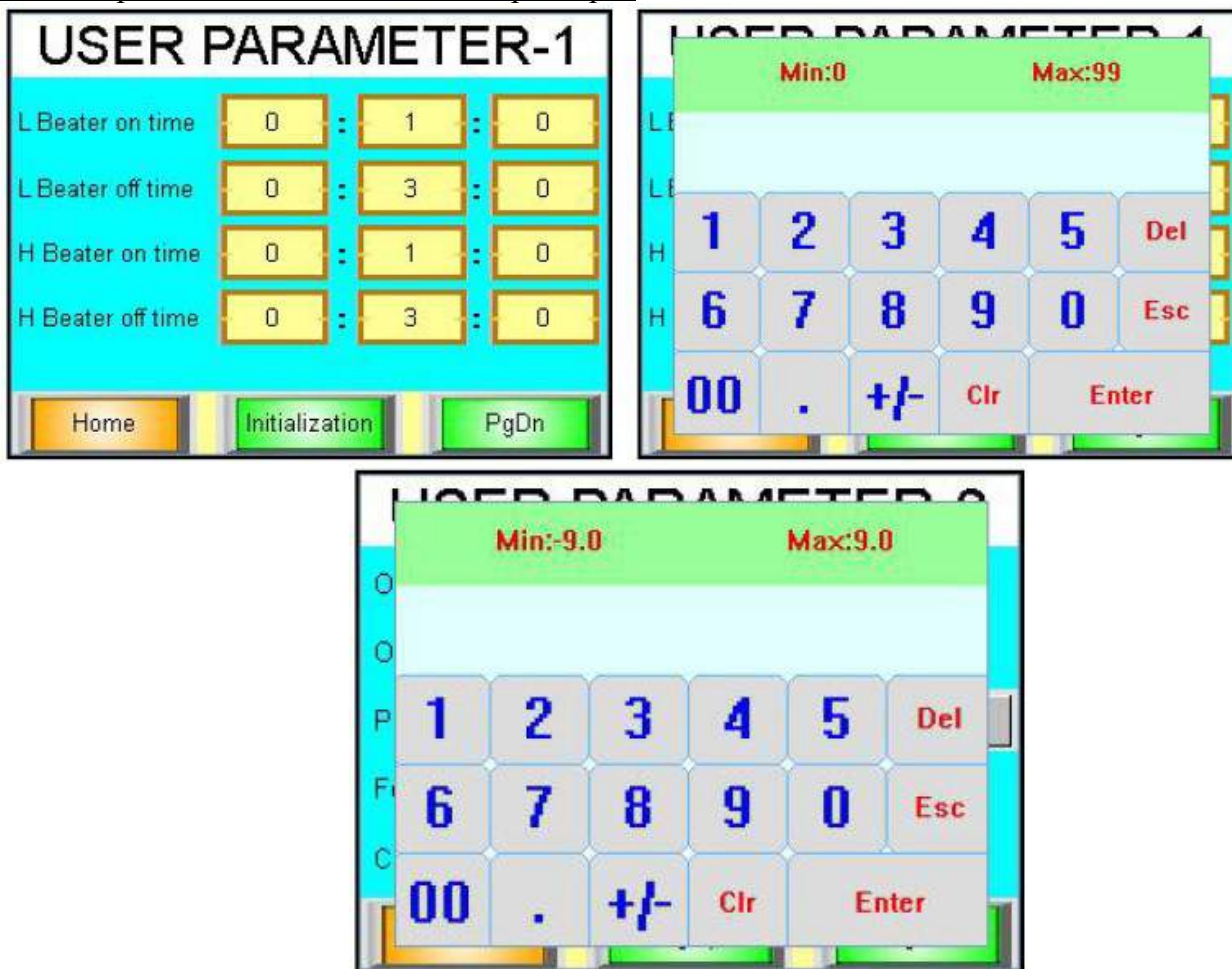 USER PARAMETER-1
L Beater on time 0 : 1 : 0
L Beater off time 0 : 3 : 0
H Beater on time 0 : 1 : 0
H Beater off time 0 : 3 : 0
Home Initialization PgDn
Min:0 Max:99
1 2 3 4 5 Del
6 7 8 9 0 Esc
00 . +/- Clr Enter
Min:-9.0 Max:9.0
1 2 3 4 5 Del
6 7 8 9 0 Esc
00 . +/- Clr Enter